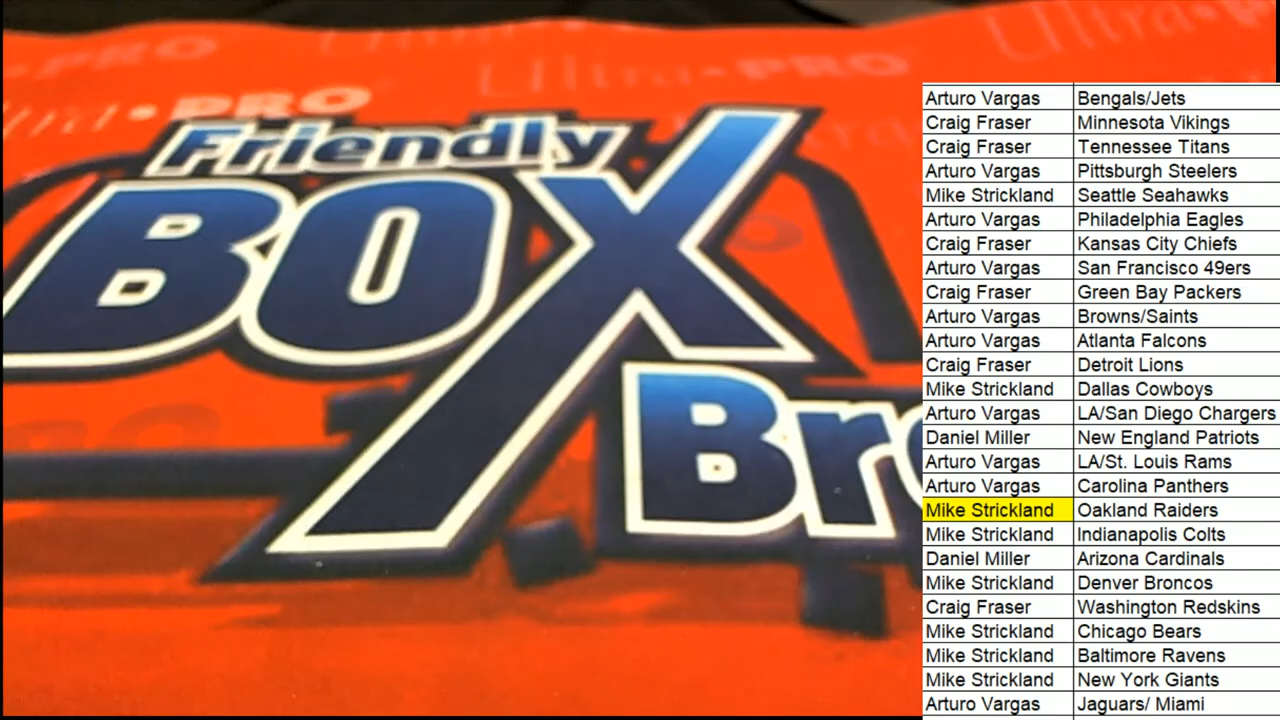 Ultra•PRO
Ultra•PRO
Ultra•PRO
Friendly
BOX
Bre
Arturo Vargas Bengals/Jets
Craig Fraser Minnesota Vikings
Craig Fraser Tennessee Titans
Arturo Vargas Pittsburgh Steelers
Mike Strickland Seattle Seahawks
Arturo Vargas Philadelphia Eagles
Craig Fraser Kansas City Chiefs
Arturo Vargas San Francisco 49ers
Craig Fraser Green Bay Packers
Arturo Vargas Browns/Saints
Arturo Vargas Atlanta Falcons
Craig Fraser Detroit Lions
Mike Strickland Dallas Cowboys
Arturo Vargas LA/San Diego Chargers
Daniel Miller New England Patriots
Arturo Vargas LA/St. Louis Rams
Arturo Vargas Carolina Panthers
Mike Strickland Oakland Raiders
Mike Strickland Indianapolis Colts
Daniel Miller Arizona Cardinals
Mike Strickland Denver Broncos
Craig Fraser Washington Redskins
Mike Strickland Chicago Bears
Mike Strickland Baltimore Ravens
Mike Strickland New York Giants
Arturo Vargas Jaguars/ Miami